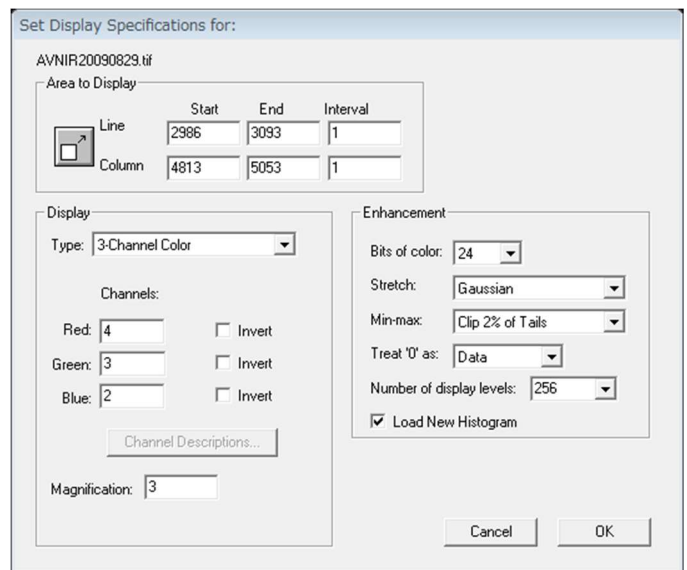 Set Display Specifications for:
AVNIR20090829.tif
Area to Display
Start End Interval
Line 2986 3093 1
Column 4813 5053 1
Display
Type: 3-Channel Color
Channels:
Red: 4 Invert
Green: 3 Invert
Blue: 2 Invert
Channel Descriptions...
Magnification: 3
Enhancement
Bits of color: 24
Stretch: Gaussian
Min-max: Clip 2% of Tails
Treat '0' as: Data
Number of display levels: 256
Load New Histogram
Cancel OK